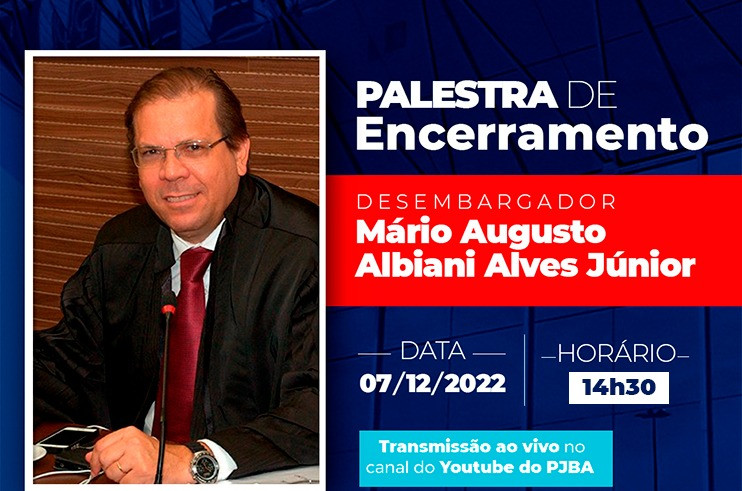 PALESTRA DE
Encerramento
DESEMBARGADOR
Mário Augusto
Albiani Alves Júnior
DATA
07/12/2022
HORÁRIO
14h30
Transmissão ao vivo no
canal do Youtube do PJBA